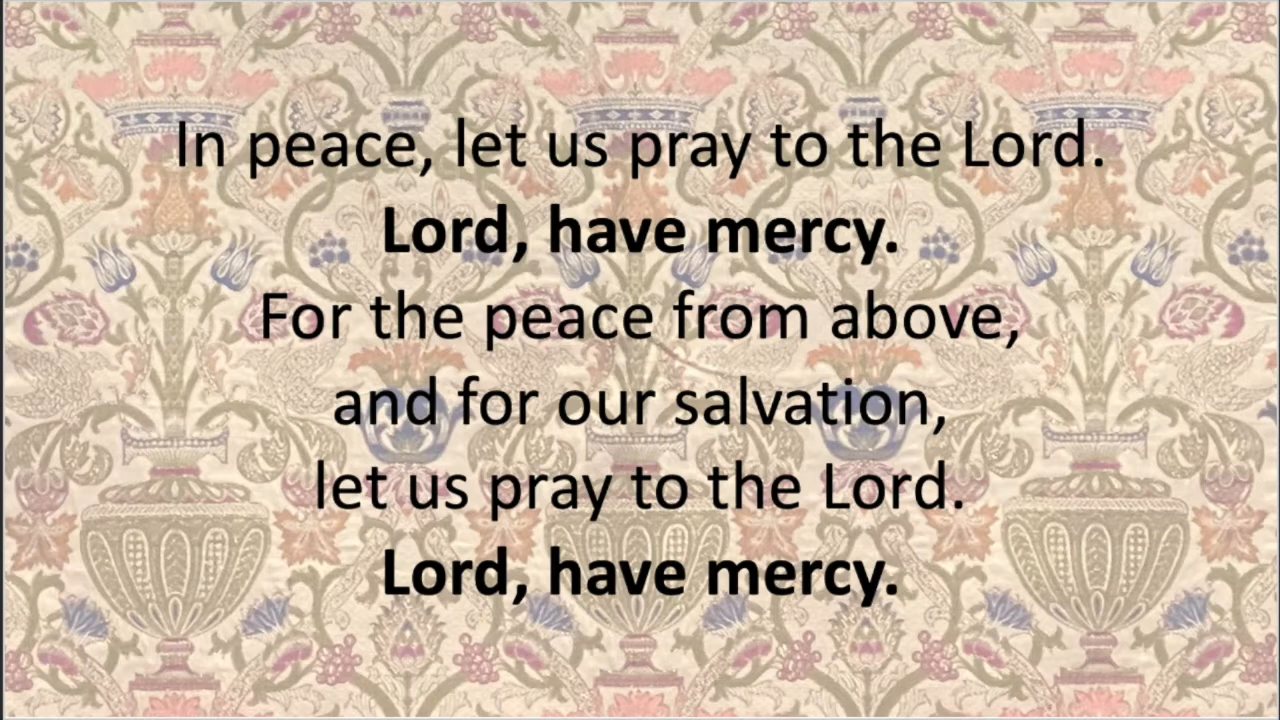 In peace, let us pray to the Lord.
Lord, have mercy.
For the peace from above,
and for our salvation,
let us pray to the Lord.
Lord, have mercy.